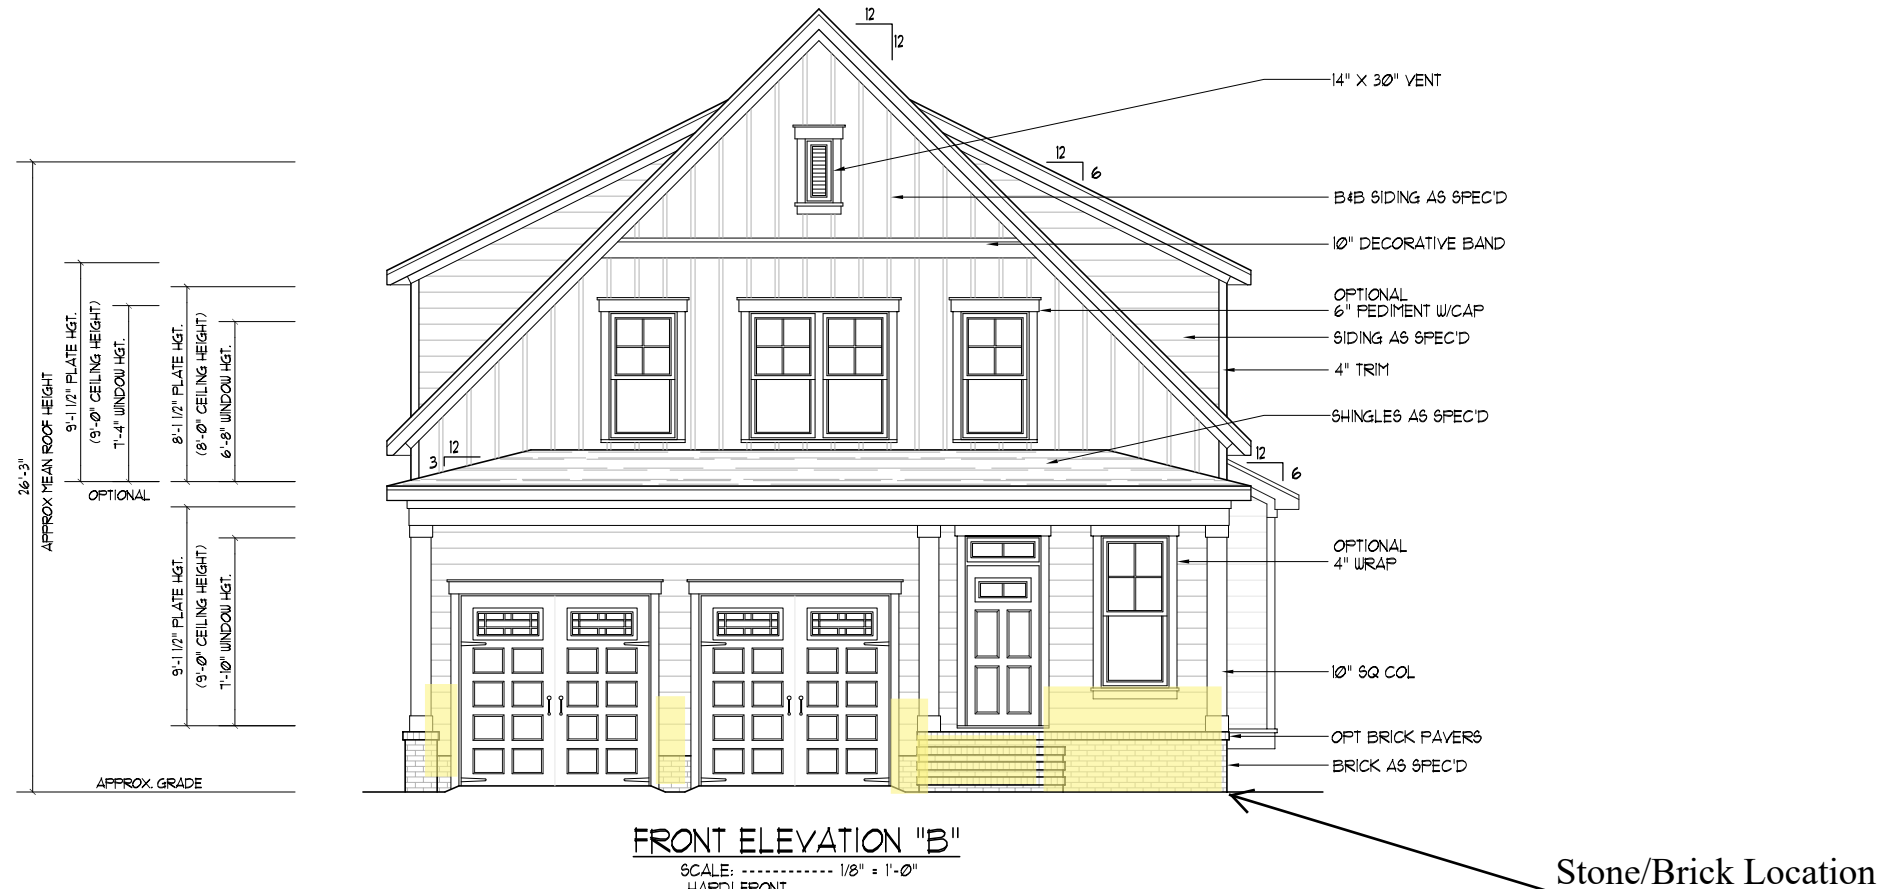 12
12
14" X 30" VENT
12
6
B&B SIDING AS SPEC'D
10" DECORATIVE BAND
OPTIONAL
6" PEDIMENT W/CAP
SIDING AS SPEC'D
4" TRIM
SHINGLES AS SPEC'D
12
3
12
6
26'-3"
APPROX MEAN ROOF HEIGHT
9'-1 1/2" PLATE HGT.
(9'-0" CEILING HEIGHT)
7'-4" WINDOW HGT.
OPTIONAL
8'-1 1/2" PLATE HGT.
(8'-0" CEILING HEIGHT)
6'-8" WINDOW HGT.
9'-1 1/2" PLATE HGT.
(9'-0" CEILING HEIGHT)
7'-10" WINDOW HGT.
OPTIONAL
4" WRAP
10" SQ COL
OPT BRICK PAVERS
BRICK AS SPEC'D
APPROX. GRADE
FRONT ELEVATION "B"
SCALE: ------------- 1/8" = 1'-0"
HARDI FRONT
Stone/Brick Location